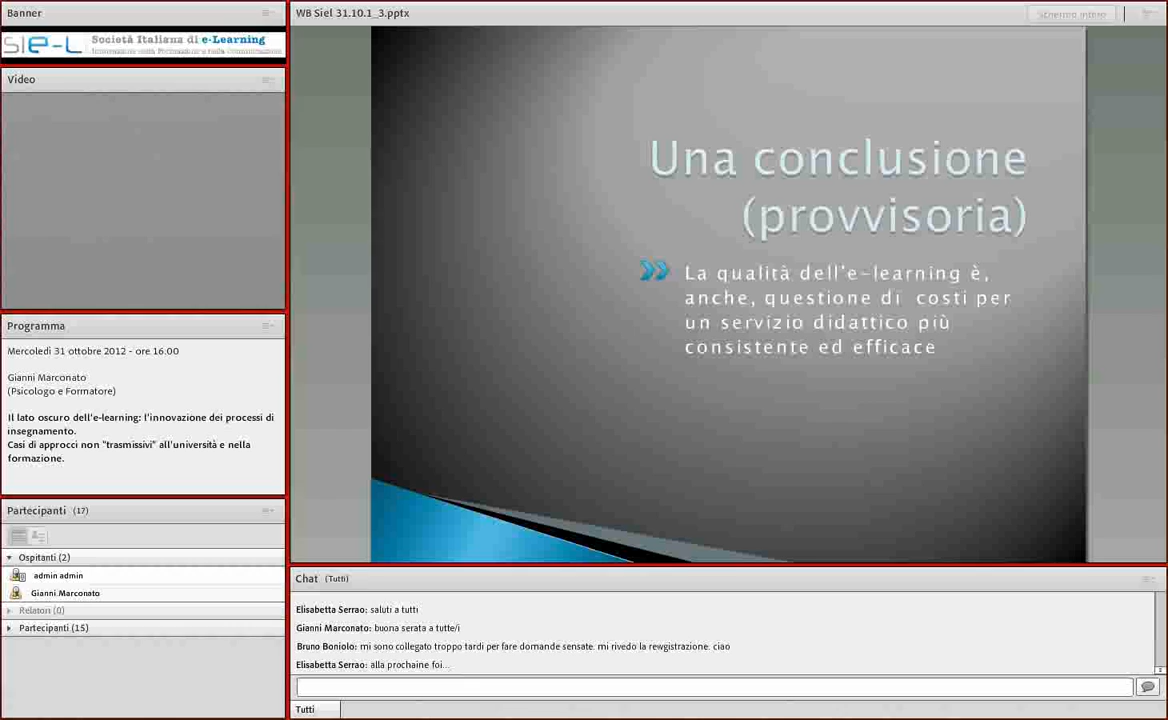 Banner
WB Siel 31.10.1_3.pptx
Schermo intero
sie-L Società Italiana di e-Learning
Video
Una conclusione
(provvisoria)
La qualità dell'e-learning è,
anche, questione di costi per
un servizio didattico più
consistente ed efficace
Programma
Mercoledì 31 ottobre 2012 - ore 16.00
Gianni Marconato
(Psicologo e Formatore)
Il lato oscuro dell'e-learning: l'innovazione dei processi di
insegnamento.
Casi di approcci non "trasmissivi" all'università e nella
formazione.
Partecipanti (17)
Ospitanti (2)
admin admin
Gianni Marconato
Relatori (0)
Partecipanti (15)
Chat (Tutti)
Elisabetta Serrao: saluti a tutti
Gianni Marconato: buona serata a tutte/i
Bruno Boniolo: mi sono collegato troppo tardi per fare domande sensate. mi rivedo la rewgistrazione. ciao
Elisabetta Serrao: alla prochaine foi...
Tutti